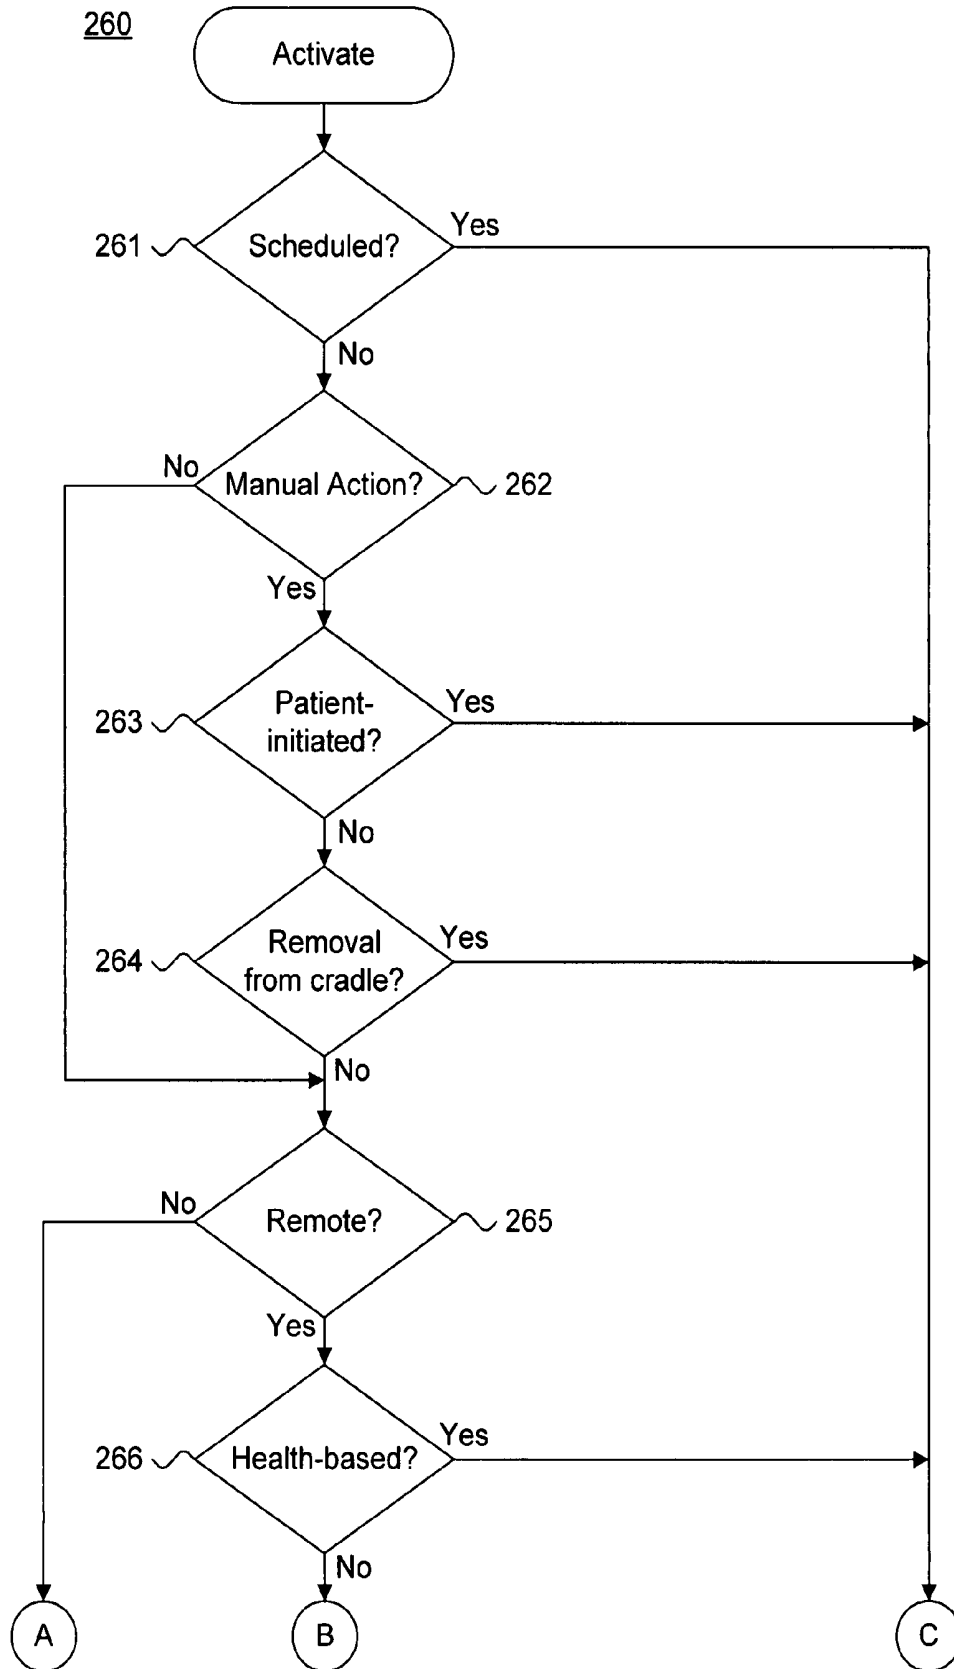 260
Activate
261
Scheduled?
Yes
No
No
Manual Action?
262
Yes
263
Patient-
initiated?
Yes
No
264
Removal
from cradle?
Yes
No
No
Remote?
265
Yes
266
Health-based?
Yes
No
A
B
C